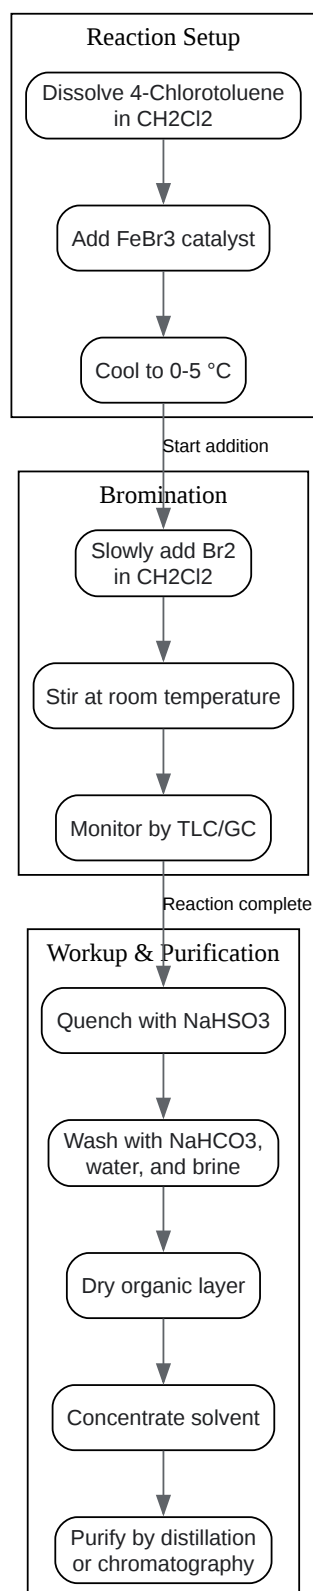 Reaction Setup
Dissolve 4-Chlorotoluene
in CH2Cl2
Add FeBr3 catalyst
Cool to 0-5 °C
Start addition
Bromination
Slowly add Br2
in CH2Cl2
Stir at room temperature
Monitor by TLC/GC
Reaction complete
Workup & Purification
Quench with NaHSO3
Wash with NaHCO3,
water, and brine
Dry organic layer
Concentrate solvent
Purify by distillation
or chromatography